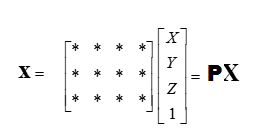 X = [* * * *
* * * *
* * * *] [X
Y
Z
1] = PX